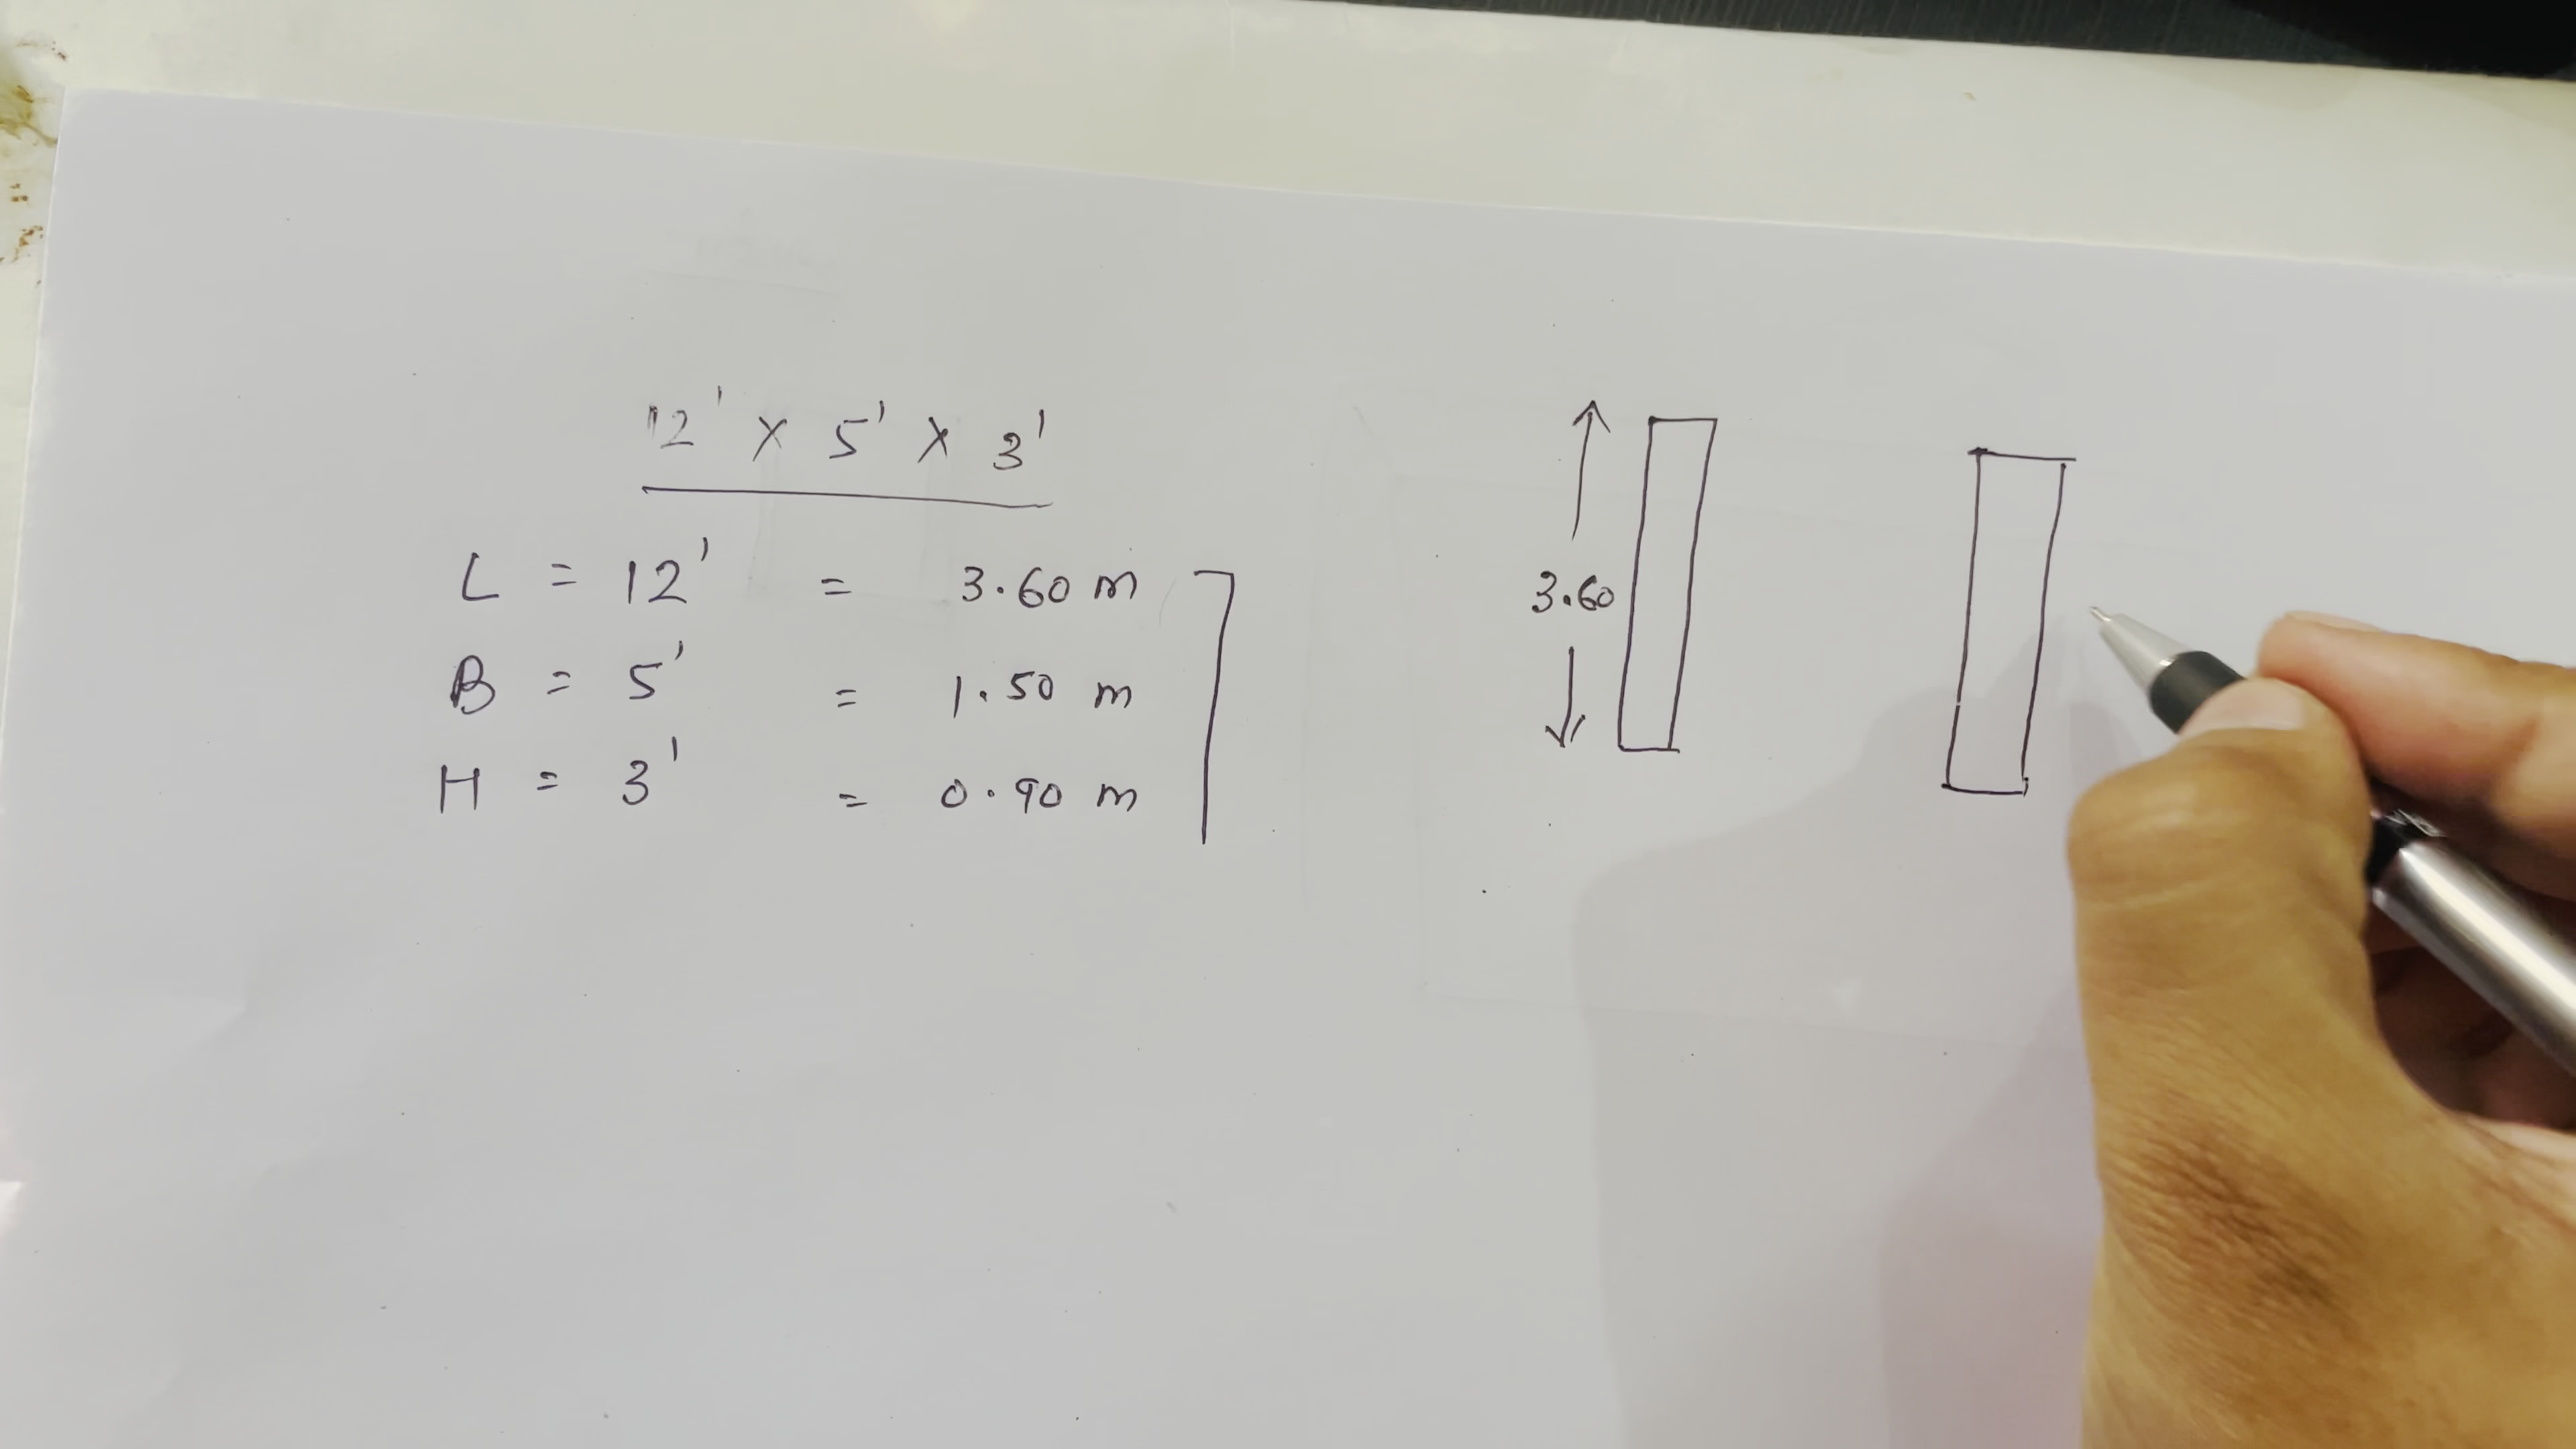 12' X 5' X 3'
L = 12' = 3.60 m
B = 5' = 1.50 m
H = 3' = 0.90 m
3.60